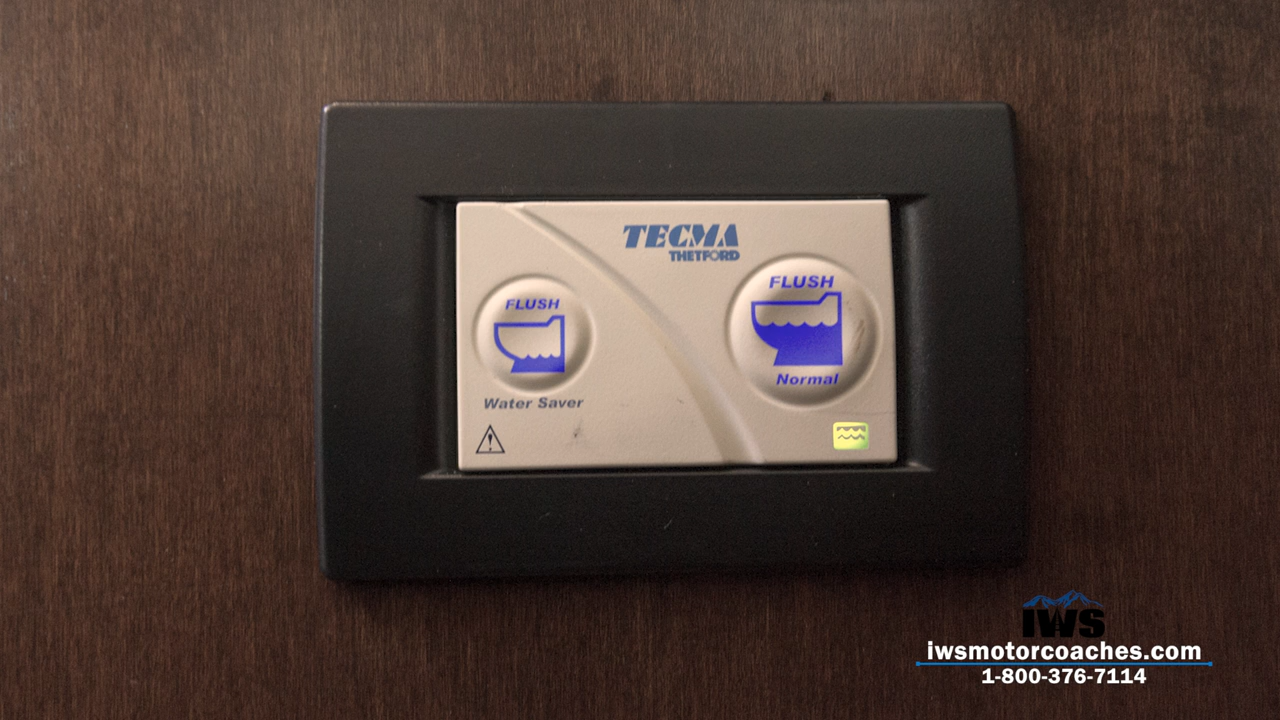 TECMA
THETFORD
FLUSH
Water Saver
FLUSH
Normal
IWS
iwsmotorcoaches.com
1-800-376-7114